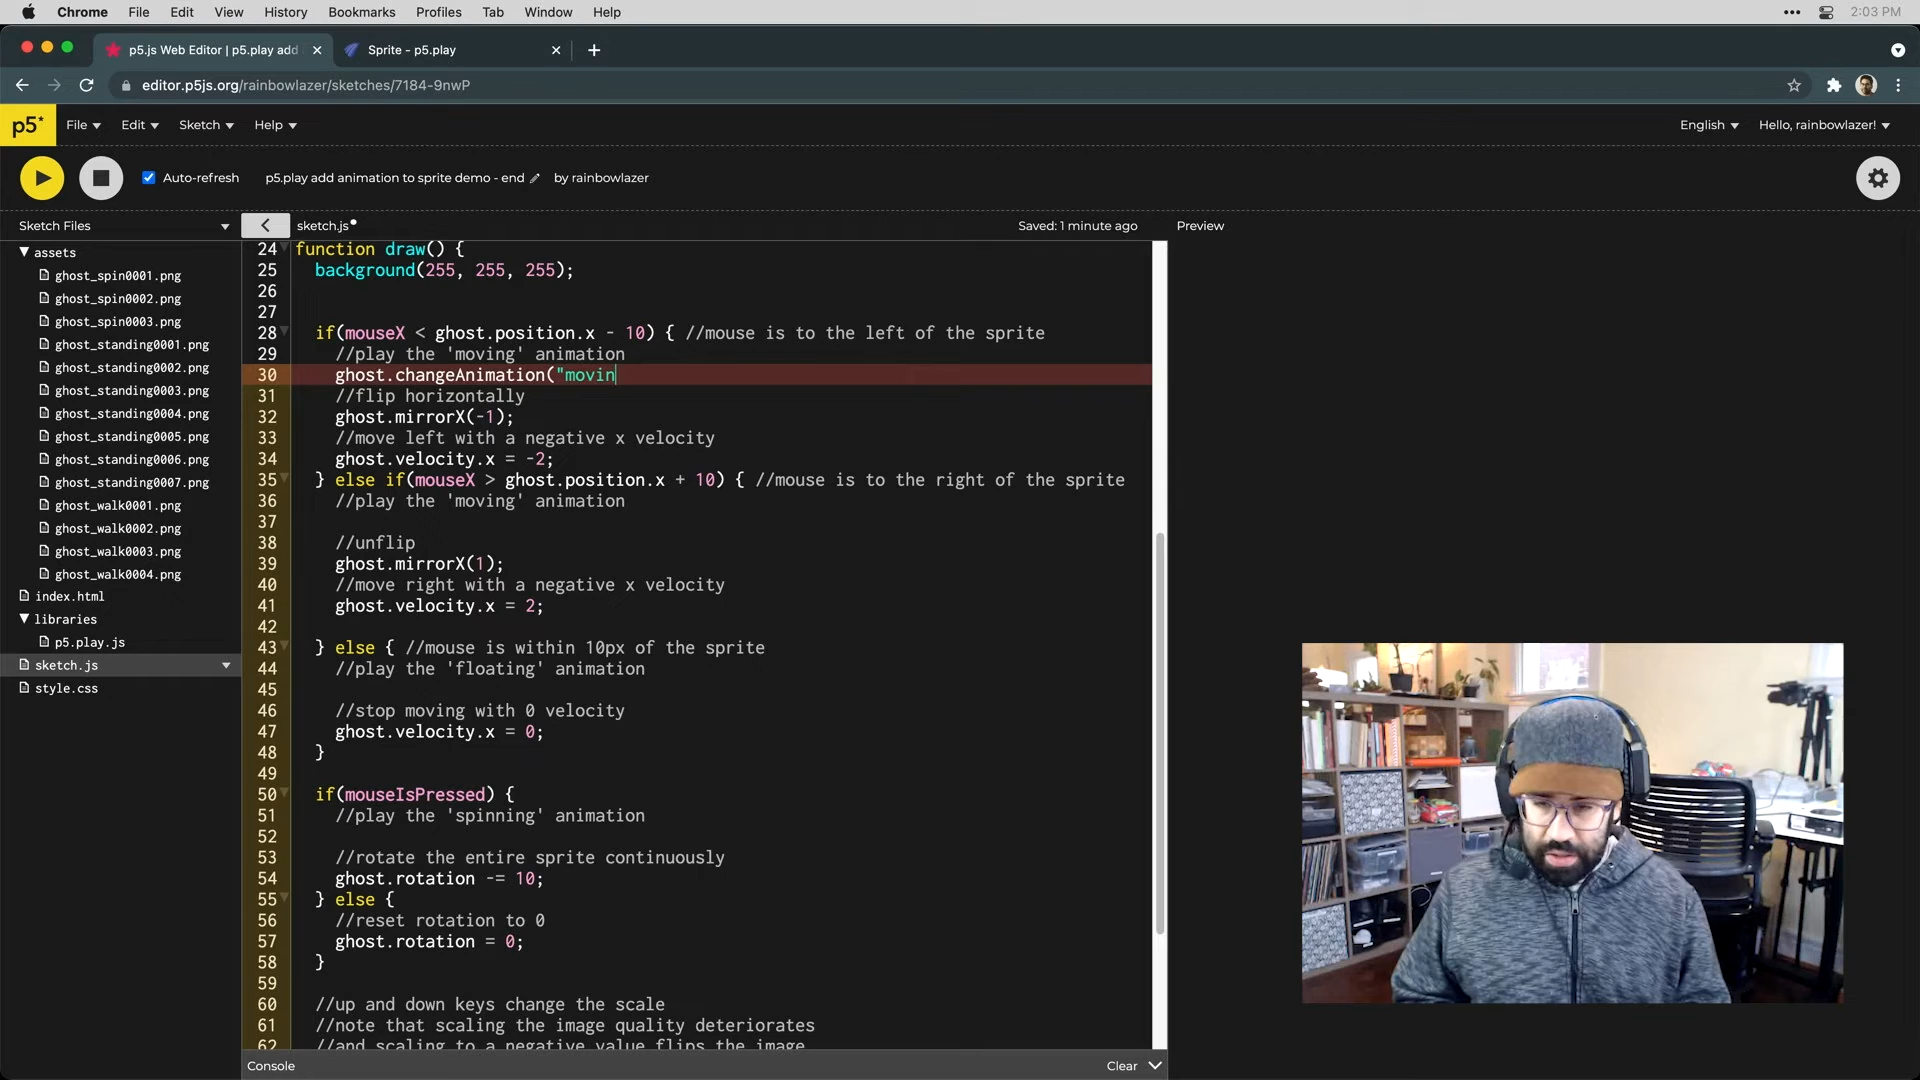 Chrome File Edit View History Bookmarks Profiles Tab Window Help 2:03 PM
p5.js Web Editor | p5.play add Sprite - p5.play
editor.p5js.org/rainbowlazer/sketches/7184-9nwP
p5* File Edit Sketch Help English Hello, rainbowlazer!
Auto-refresh p5.play add animation to sprite demo - end by rainbowlazer
Sketch Files
assets
ghost_spin0001.png
ghost_spin0002.png
ghost_spin0003.png
ghost_standing0001.png
ghost_standing0002.png
ghost_standing0003.png
ghost_standing0004.png
ghost_standing0005.png
ghost_standing0006.png
ghost_standing0007.png
ghost_walk0001.png
ghost_walk0002.png
ghost_walk0003.png
ghost_walk0004.png
index.html
libraries
p5.play.js
sketch.js
style.css
sketch.js Saved: 1 minute ago Preview
24 function draw() {
25 background(255, 255, 255);
26
27
28 if(mouseX < ghost.position.x - 10) { //mouse is to the left of the sprite
29 //play the 'moving' animation
30 ghost.changeAnimation("movin
31 //flip horizontally
32 ghost.mirrorX(-1);
33 //move left with a negative x velocity
34 ghost.velocity.x = -2;
35 } else if(mouseX > ghost.position.x + 10) { //mouse is to the right of the sprite
36 //play the 'moving' animation
37
38 //unflip
39 ghost.mirrorX(1);
40 //move right with a negative x velocity
41 ghost.velocity.x = 2;
42
43 } else { //mouse is within 10px of the sprite
44 //play the 'floating' animation
45
46 //stop moving with 0 velocity
47 ghost.velocity.x = 0;
48 }
49
50 if(mouseIsPressed) {
51 //play the 'spinning' animation
52
53 //rotate the entire sprite continuously
54 ghost.rotation -= 10;
55 } else {
56 //reset rotation to 0
57 ghost.rotation = 0;
58 }
59
60 //up and down keys change the scale
61 //note that scaling the image quality deteriorates
62 //and scaling to a negative value flips the image
Console Clear